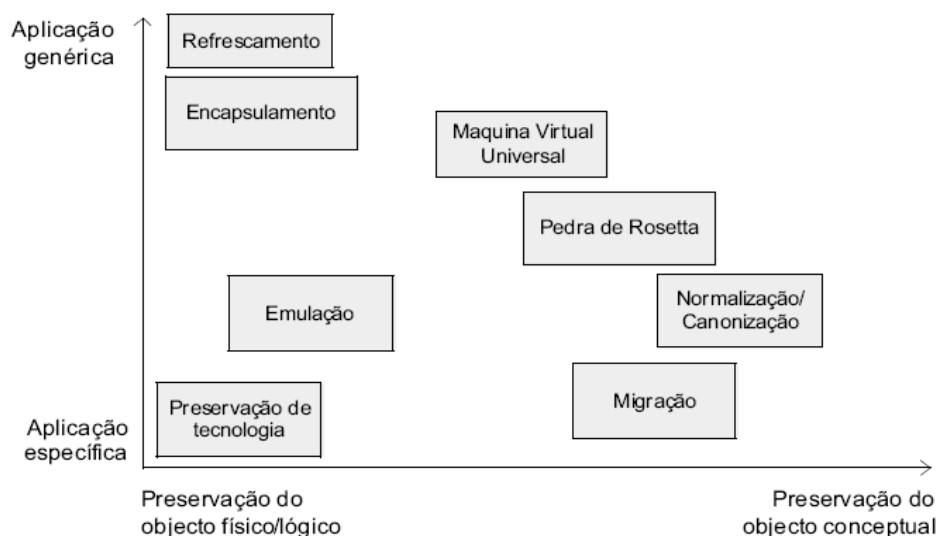 Aplicação
genérica
Refrescamento
Encapsulamento
Maquina Virtual
Universal
Pedra de Rosetta
Emulação
Normalização/
Canonização
Preservação de
tecnologia
Migração
Aplicação
específica
Preservação do
objecto físico/lógico
Preservação do
objecto conceptual